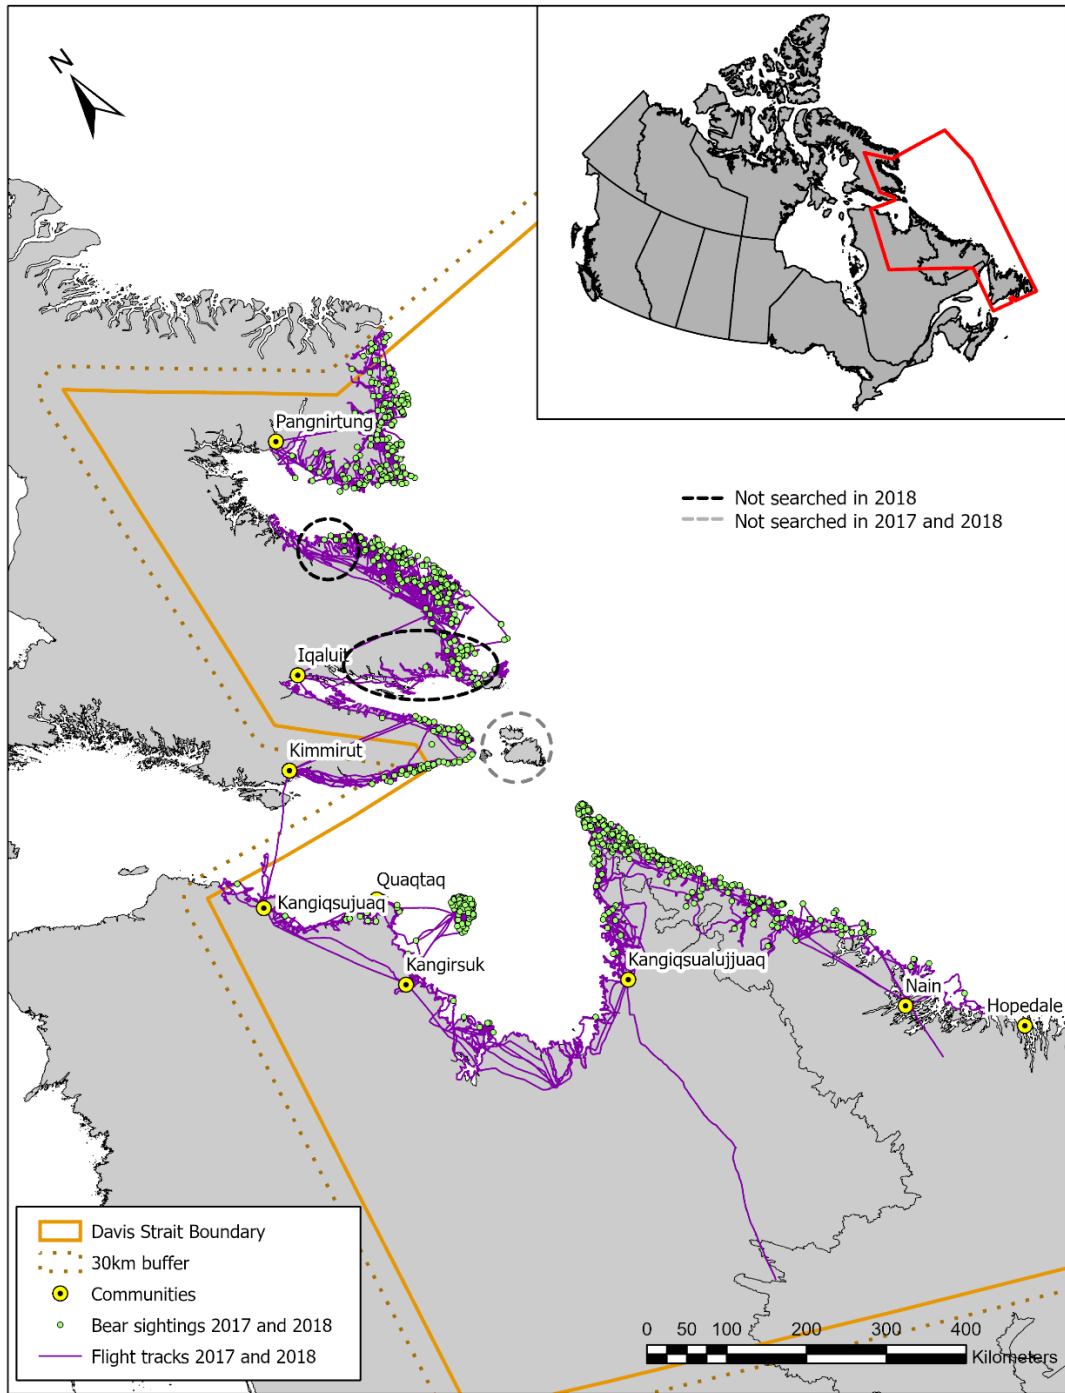 N
Pangnirtung
Not searched in 2018
Not searched in 2017 and 2018
Iqaluit
Kimmirut
Quaqtaq
Kangiqsujuaq
Kangirsuk
Kangiqsualujjuaq
Nain
Hopedale
Davis Strait Boundary
30km buffer
Communities
Bear sightings 2017 and 2018
Flight tracks 2017 and 2018
0 50 100 200 300 400
Kilometers